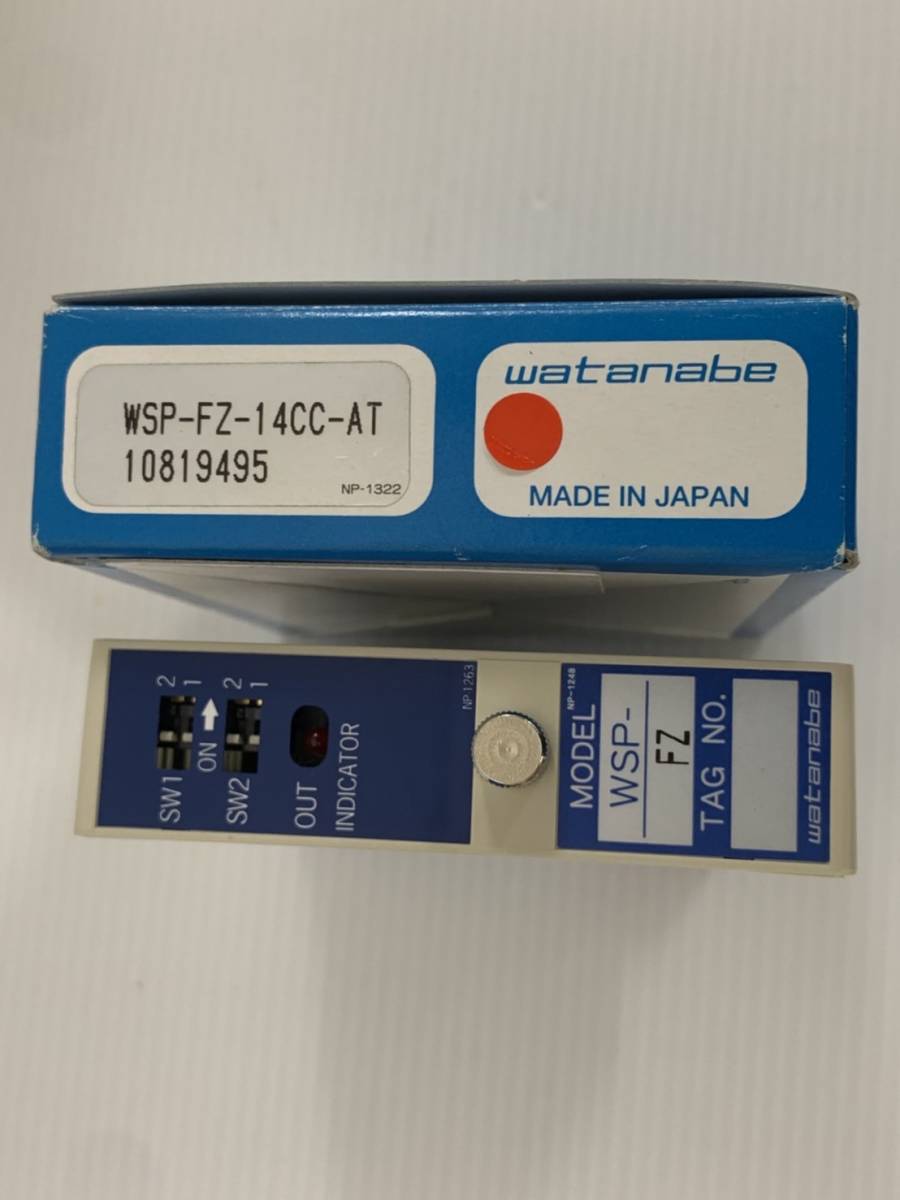 WSP-FZ-14CC-AT
10819495
NP-1322
watanabe
MADE IN JAPAN
SW1
2
1
ON
SW2
2
1
OUT
INDICATOR
NP1263
NP-1248
MODEL
WSP-
FZ
TAG NO.
watanabe